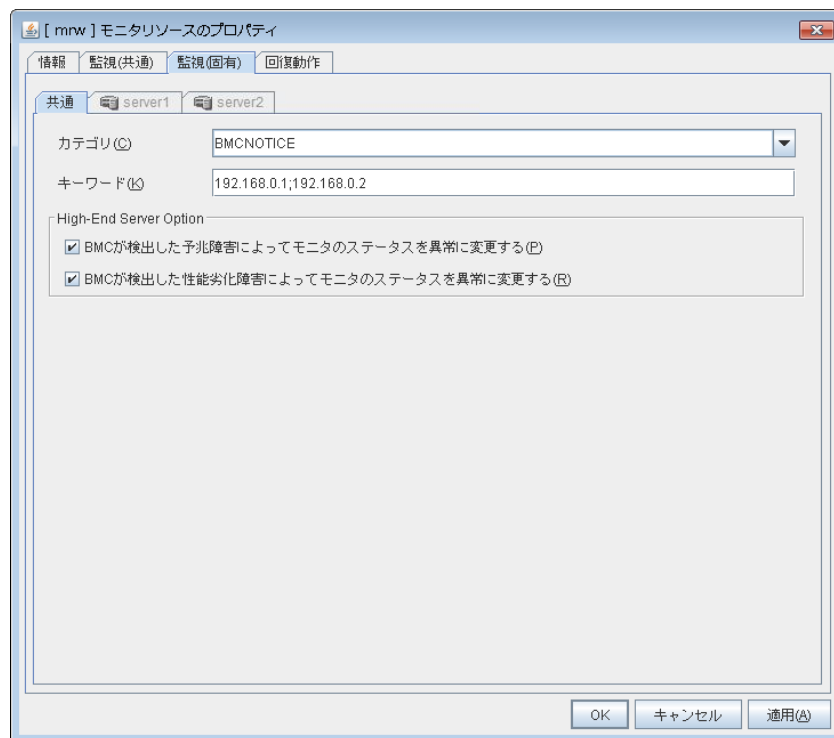 [ mrw ] モニタリソースのプロパティ
情報 監視(共通) 監視(固有) 回復動作
共通 server1 server2
カテゴリ(C) BMCNOTICE
キーワード(K) 192.168.0.1;192.168.0.2
High-End Server Option
BMCが検出した予兆障害によってモニタのステータスを異常に変更する(P)
BMCが検出した性能劣化障害によってモニタのステータスを異常に変更する(R)
OK キャンセル 適用(A)